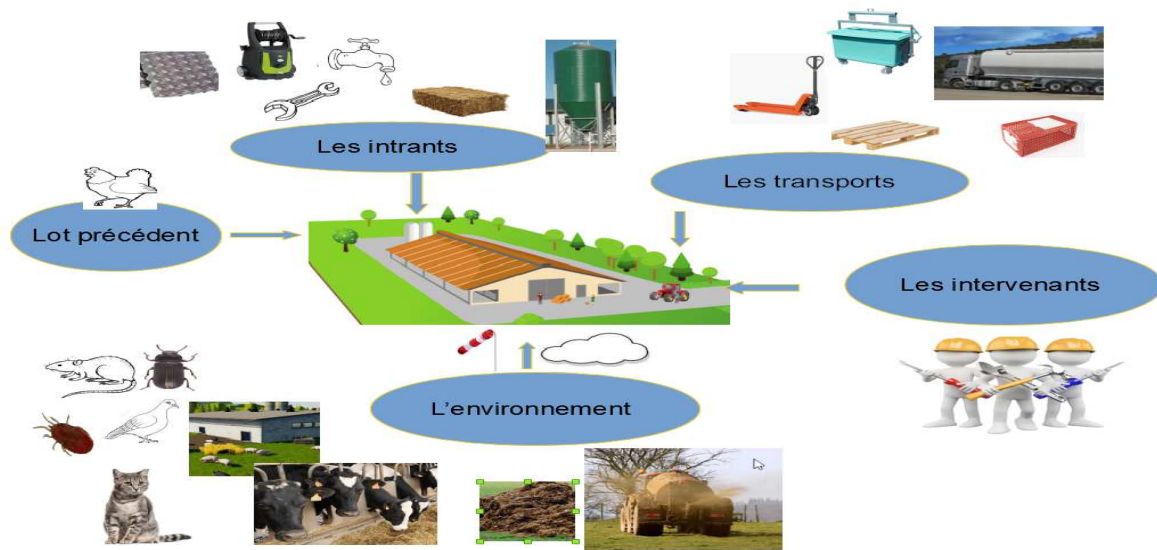 Les intrants
Les transports
Lot précédent
Les intervenants
L'environnement